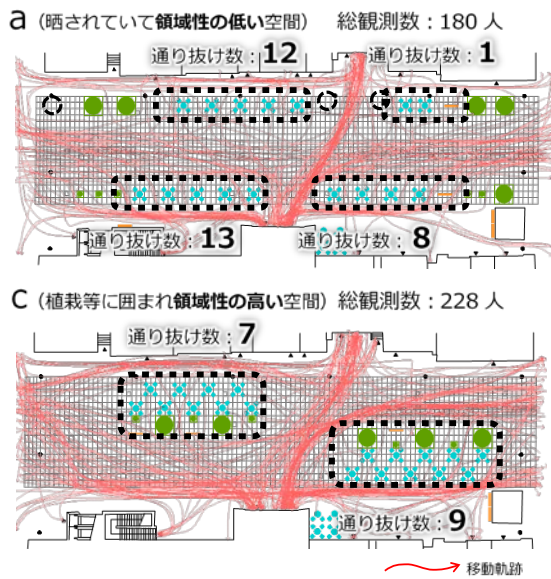 a（晒されていて領域性の低い空間） 総観測数：180 人
通り抜け数：12 通り抜け数：1
通り抜け数：13 通り抜け数：8
c（植栽等に囲まれ領域性の高い空間）総観測数：228 人
通り抜け数：7
通り抜け数：9
移動軌跡